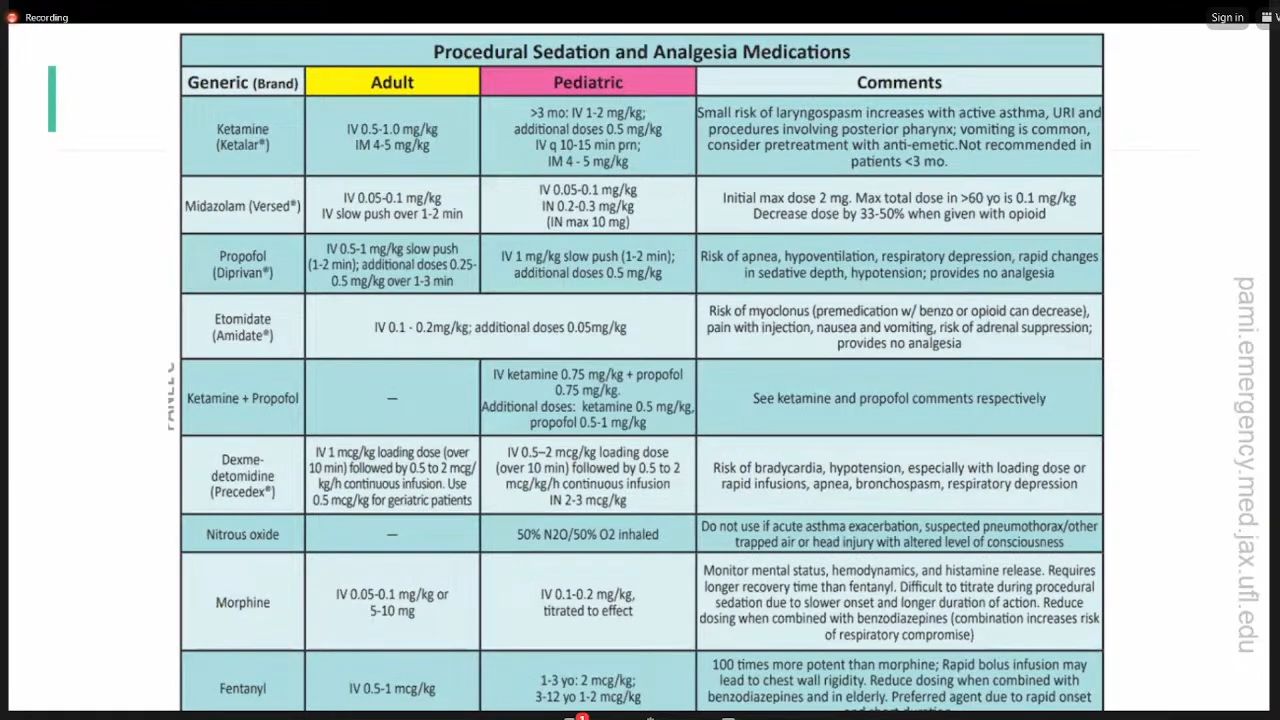 Recording
Sign in
V
Procedural Sedation and Analgesia Medications
Generic (Brand)
Adult
Pediatric
Comments
Ketamine
(Ketalar®)
IV 0.5-1.0 mg/kg
IM 4-5 mg/kg
>3 mo: IV 1-2 mg/kg;
additional doses 0.5 mg/kg
IV q 10-15 min prn;
IM 4 - 5 mg/kg
Small risk of laryngospasm increases with active asthma, URI and
procedures involving posterior pharynx; vomiting is common,
consider pretreatment with anti-emetic.Not recommended in
patients <3 mo.
Midazolam (Versed®)
IV 0.05-0.1 mg/kg
IV slow push over 1-2 min
IV 0.05-0.1 mg/kg
IN 0.2-0.3 mg/kg
(IN max 10 mg)
Initial max dose 2 mg. Max total dose in >60 yo is 0.1 mg/kg
Decrease dose by 33-50% when given with opioid
Propofol
(Diprivan®)
IV 0.5-1 mg/kg slow push
(1-2 min); additional doses 0.25-
0.5 mg/kg over 1-3 min
IV 1 mg/kg slow push (1-2 min);
additional doses 0.5 mg/kg
Risk of apnea, hypoventilation, respiratory depression, rapid changes
in sedative depth, hypotension; provides no analgesia
Etomidate
(Amidate®)
IV 0.1 - 0.2mg/kg; additional doses 0.05mg/kg
Risk of myoclonus (premedication w/ benzo or opioid can decrease),
pain with injection, nausea and vomiting, risk of adrenal suppression;
provides no analgesia
Ketamine + Propofol
—
IV ketamine 0.75 mg/kg + propofol
0.75 mg/kg.
Additional doses: ketamine 0.5 mg/kg,
propofol 0.5-1 mg/kg
See ketamine and propofol comments respectively
Dexme-
detomidine
(Precedex®)
IV 1 mcg/kg loading dose (over
10 min) followed by 0.5 to 2 mcg/
kg/h continuous infusion. Use
0.5 mcg/kg for geriatric patients
IV 0.5–2 mcg/kg loading dose
(over 10 min) followed by 0.5 to 2
mcg/kg/h continuous infusion
IN 2-3 mcg/kg
Risk of bradycardia, hypotension, especially with loading dose or
rapid infusions, apnea, bronchospasm, respiratory depression
Nitrous oxide
—
50% N2O/50% O2 inhaled
Do not use if acute asthma exacerbation, suspected pneumothorax/other
trapped air or head injury with altered level of consciousness
Morphine
IV 0.05-0.1 mg/kg or
5-10 mg
IV 0.1-0.2 mg/kg,
titrated to effect
Monitor mental status, hemodynamics, and histamine release. Requires
longer recovery time than fentanyl. Difficult to titrate during procedural
sedation due to slower onset and longer duration of action. Reduce
dosing when combined with benzodiazepines (combination increases risk
of respiratory compromise)
Fentanyl
IV 0.5-1 mcg/kg
1-3 yo: 2 mcg/kg;
3-12 yo 1-2 mcg/kg
100 times more potent than morphine; Rapid bolus infusion may
lead to chest wall rigidity. Reduce dosing when combined with
benzodiazepines and in elderly. Preferred agent due to rapid onset
pami.emergency.med.jax.ufl.edu
1